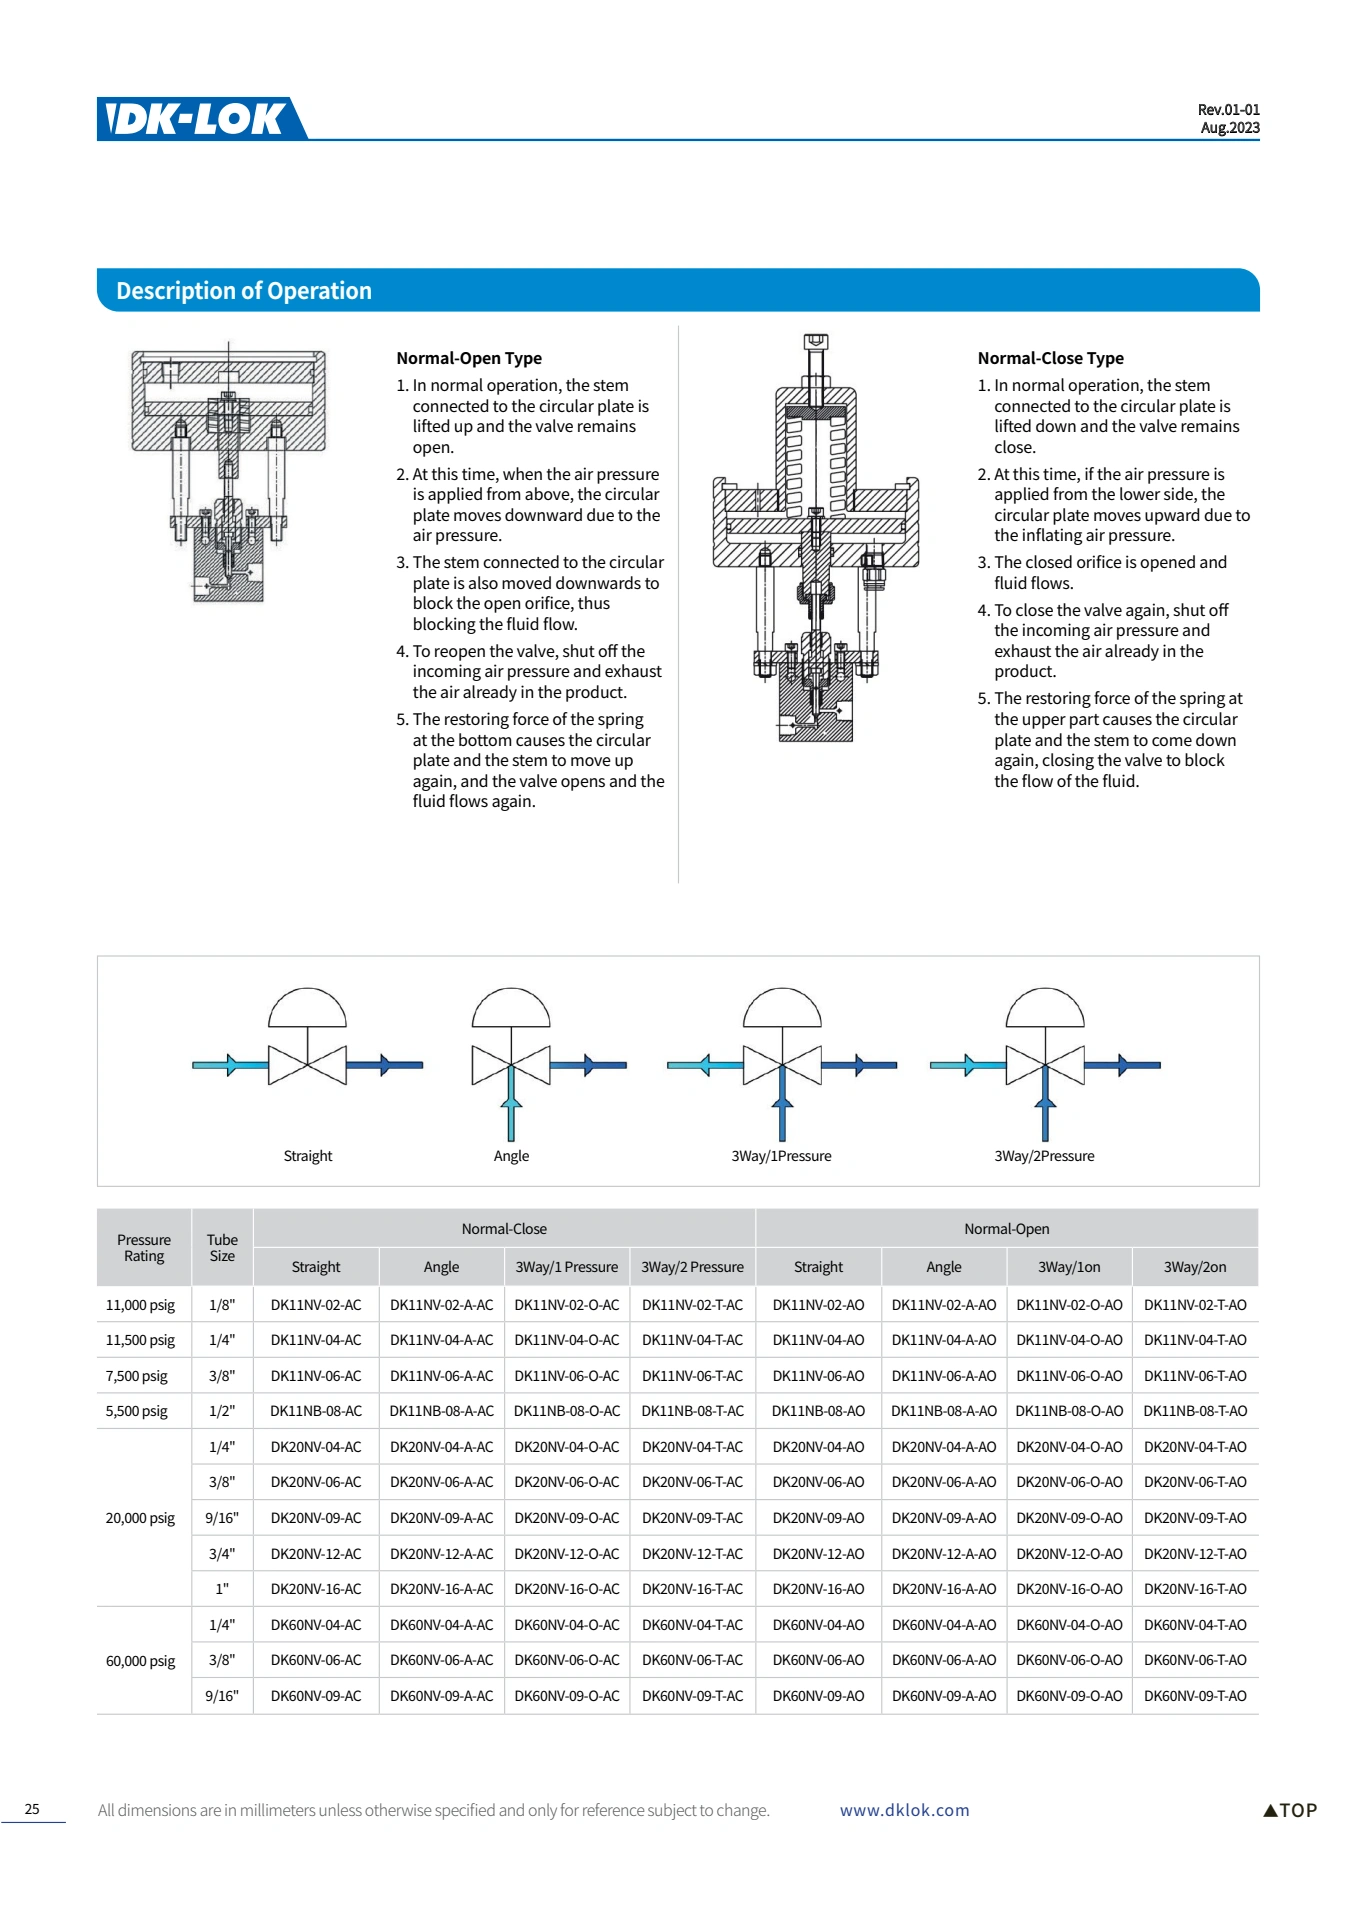 DK-LOK
Rev.01-01
Aug.2023
Description of Operation
Normal-Open Type
1. In normal operation, the stem
connected to the circular plate is
lifted up and the valve remains
open.
2. At this time, when the air pressure
is applied from above, the circular
plate moves downward due to the
air pressure.
3. The stem connected to the circular
plate is also moved downwards to
block the open orifice, thus
blocking the fluid flow.
4. To reopen the valve, shut off the
incoming air pressure and exhaust
the air already in the product.
5. The restoring force of the spring
at the bottom causes the circular
plate and the stem to move up
again, and the valve opens and the
fluid flows again.
Normal-Close Type
1. In normal operation, the stem
connected to the circular plate is
lifted down and the valve remains
close.
2. At this time, if the air pressure is
applied from the lower side, the
circular plate moves upward due to
the inflating air pressure.
3. The closed orifice is opened and
fluid flows.
4. To close the valve again, shut off
the incoming air pressure and
exhaust the air already in the
product.
5. The restoring force of the spring at
the upper part causes the circular
plate and the stem to come down
again, closing the valve to block
the flow of the fluid.
Straight Angle 3Way/1Pressure 3Way/2Pressure
Pressure Rating Tube Size Normal-Close Normal-Open
Straight Angle 3Way/1 Pressure 3Way/2 Pressure Straight Angle 3Way/1on 3Way/2on
11,000 psig 1/8" DK11NV-02-AC DK11NV-02-A-AC DK11NV-02-O-AC DK11NV-02-T-AC DK11NV-02-AO DK11NV-02-A-AO DK11NV-02-O-AO DK11NV-02-T-AO
11,500 psig 1/4" DK11NV-04-AC DK11NV-04-A-AC DK11NV-04-O-AC DK11NV-04-T-AC DK11NV-04-AO DK11NV-04-A-AO DK11NV-04-O-AO DK11NV-04-T-AO
7,500 psig 3/8" DK11NV-06-AC DK11NV-06-A-AC DK11NV-06-O-AC DK11NV-06-T-AC DK11NV-06-AO DK11NV-06-A-AO DK11NV-06-O-AO DK11NV-06-T-AO
5,500 psig 1/2" DK11NB-08-AC DK11NB-08-A-AC DK11NB-08-O-AC DK11NB-08-T-AC DK11NB-08-AO DK11NB-08-A-AO DK11NB-08-O-AO DK11NB-08-T-AO
1/4" DK20NV-04-AC DK20NV-04-A-AC DK20NV-04-O-AC DK20NV-04-T-AC DK20NV-04-AO DK20NV-04-A-AO DK20NV-04-O-AO DK20NV-04-T-AO
3/8" DK20NV-06-AC DK20NV-06-A-AC DK20NV-06-O-AC DK20NV-06-T-AC DK20NV-06-AO DK20NV-06-A-AO DK20NV-06-O-AO DK20NV-06-T-AO
20,000 psig 9/16" DK20NV-09-AC DK20NV-09-A-AC DK20NV-09-O-AC DK20NV-09-T-AC DK20NV-09-AO DK20NV-09-A-AO DK20NV-09-O-AO DK20NV-09-T-AO
3/4" DK20NV-12-AC DK20NV-12-A-AC DK20NV-12-O-AC DK20NV-12-T-AC DK20NV-12-AO DK20NV-12-A-AO DK20NV-12-O-AO DK20NV-12-T-AO
1" DK20NV-16-AC DK20NV-16-A-AC DK20NV-16-O-AC DK20NV-16-T-AC DK20NV-16-AO DK20NV-16-A-AO DK20NV-16-O-AO DK20NV-16-T-AO
1/4" DK60NV-04-AC DK60NV-04-A-AC DK60NV-04-O-AC DK60NV-04-T-AC DK60NV-04-AO DK60NV-04-A-AO DK60NV-04-O-AO DK60NV-04-T-AO
60,000 psig 3/8" DK60NV-06-AC DK60NV-06-A-AC DK60NV-06-O-AC DK60NV-06-T-AC DK60NV-06-AO DK60NV-06-A-AO DK60NV-06-O-AO DK60NV-06-T-AO
9/16" DK60NV-09-AC DK60NV-09-A-AC DK60NV-09-O-AC DK60NV-09-T-AC DK60NV-09-AO DK60NV-09-A-AO DK60NV-09-O-AO DK60NV-09-T-AO
25 All dimensions are in millimeters unless otherwise specified and only for reference subject to change. www.dklok.com ▲TOP